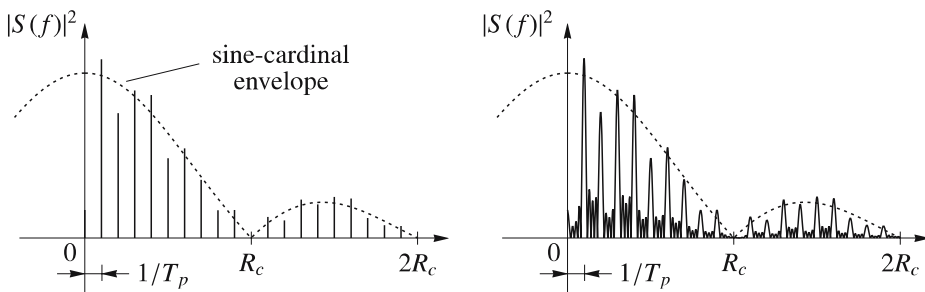 |S(f)|²
sine-cardinal
envelope
0
R_c
2R_c
1/T_p
|S(f)|²
0
R_c
2R_c
1/T_p